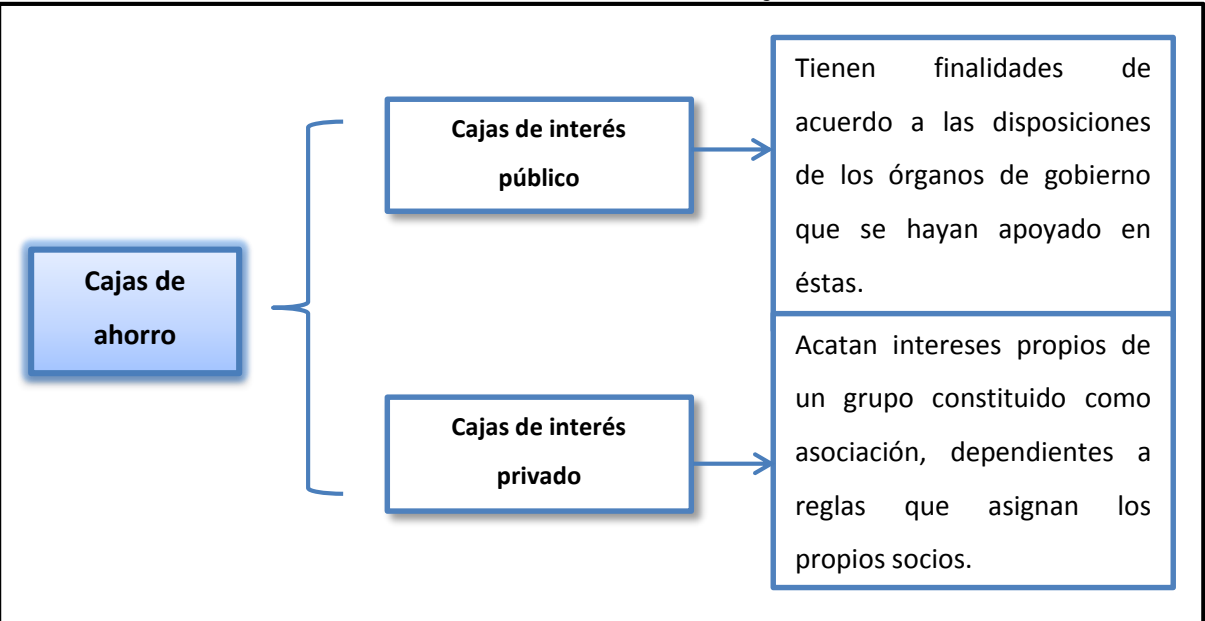 Cajas de
ahorro
Cajas de interés
público
Tienen finalidades de
acuerdo a las disposiciones
de los órganos de gobierno
que se hayan apoyado en
éstas.
Cajas de interés
privado
Acatan intereses propios de
un grupo constituido como
asociación, dependientes a
reglas que asignan los
propios socios.